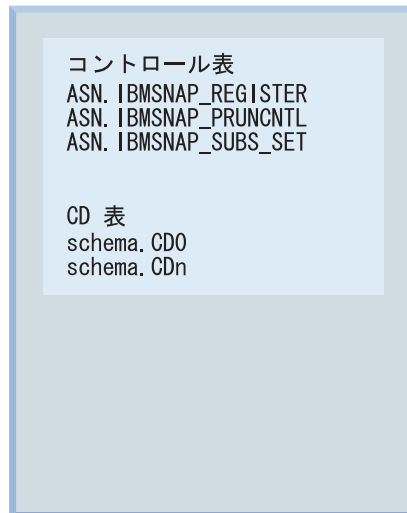 コントロール表
ASN.IBMSNAP_REGISTER
ASN.IBMSNAP_PRUNCNTL
ASN.IBMSNAP_SUBS_SET
CD 表
schema.CD0
schema.CDn